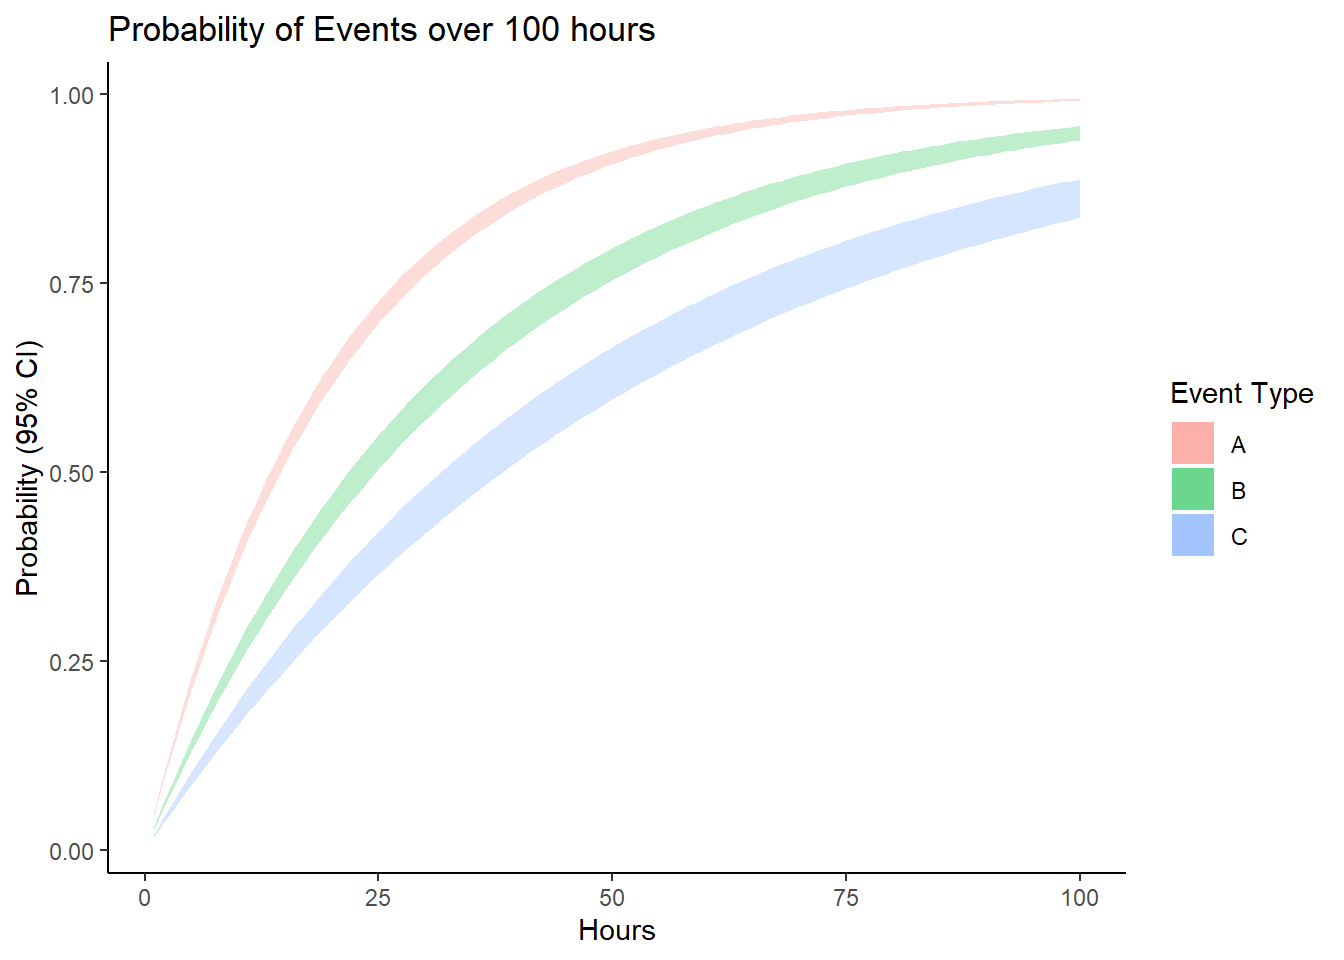 Probability of Events over 100 hours
1.00
0.75
0.50
0.25
0.00
Probability (95% CI)
0 25 50 75 100
Hours
Event Type
A
B
C